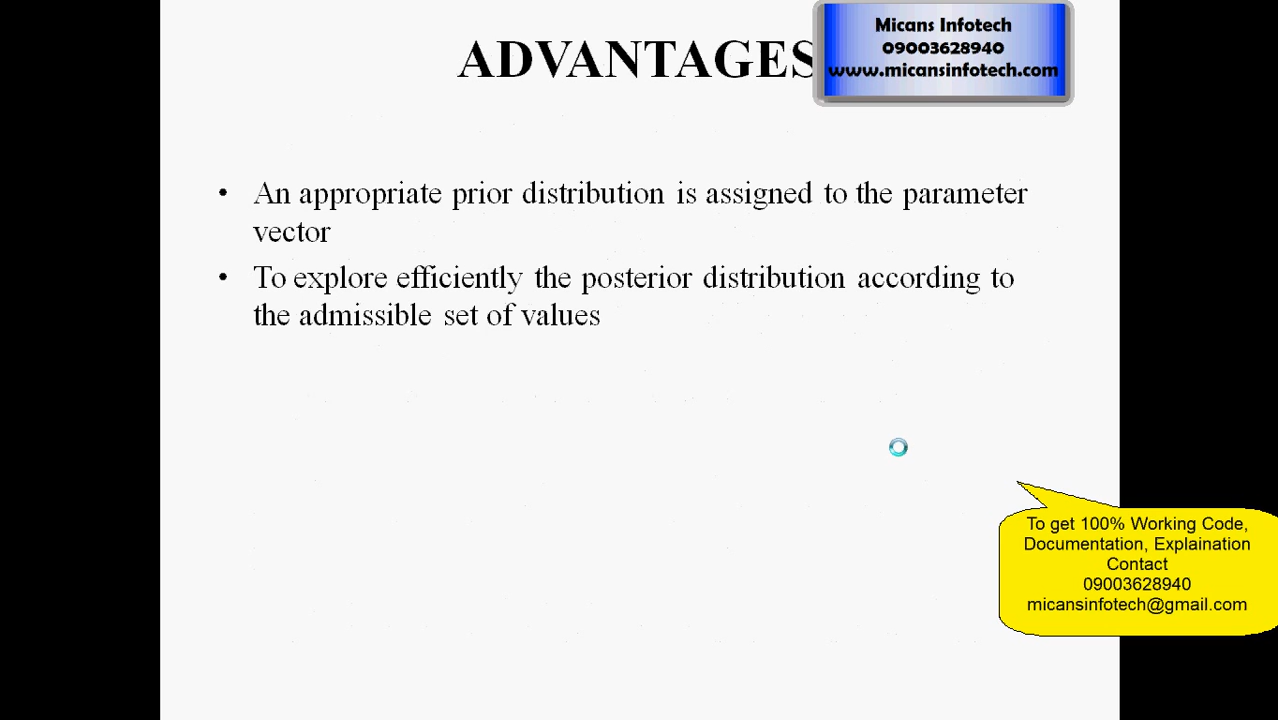 ADVANTAGES
Micans Infotech
09003628940
www.micansinfotech.com
• An appropriate prior distribution is assigned to the parameter
vector
• To explore efficiently the posterior distribution according to
the admissible set of values
To get 100% Working Code,
Documentation, Explaination
Contact
09003628940
micansinfotech@gmail.com